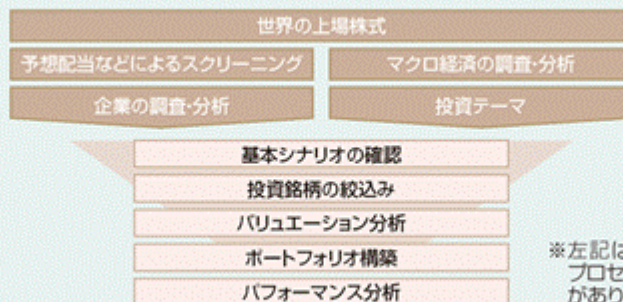 世界の上場株式
予想配当などによるスクリーニング
マクロ経済の調査・分析
企業の調査・分析
投資テーマ
基本シナリオの確認
投資銘柄の絞込み
バリュエーション分析
ポートフォリオ構築
パフォーマンス分析
※左記は
プロセ
があり